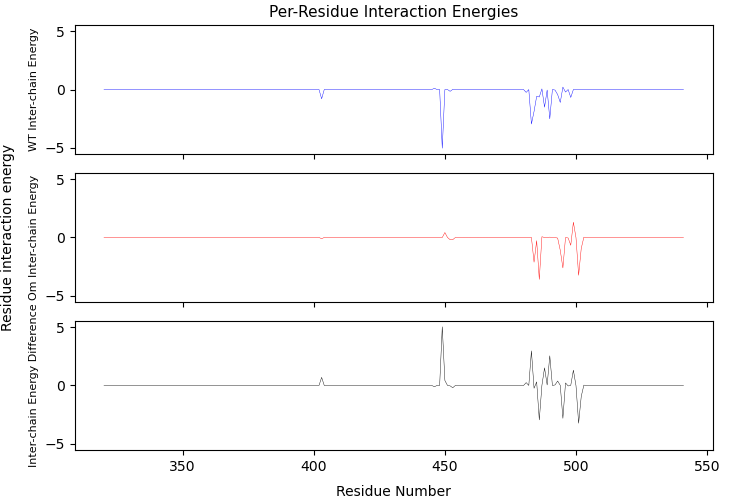 Per-Residue Interaction Energies
Residue interaction energy
WT Inter-chain Energy
5
0
−5
Om Inter-chain Energy
5
0
−5
Inter-chain Energy Difference
5
0
−5
350
400
450
500
550
Residue Number